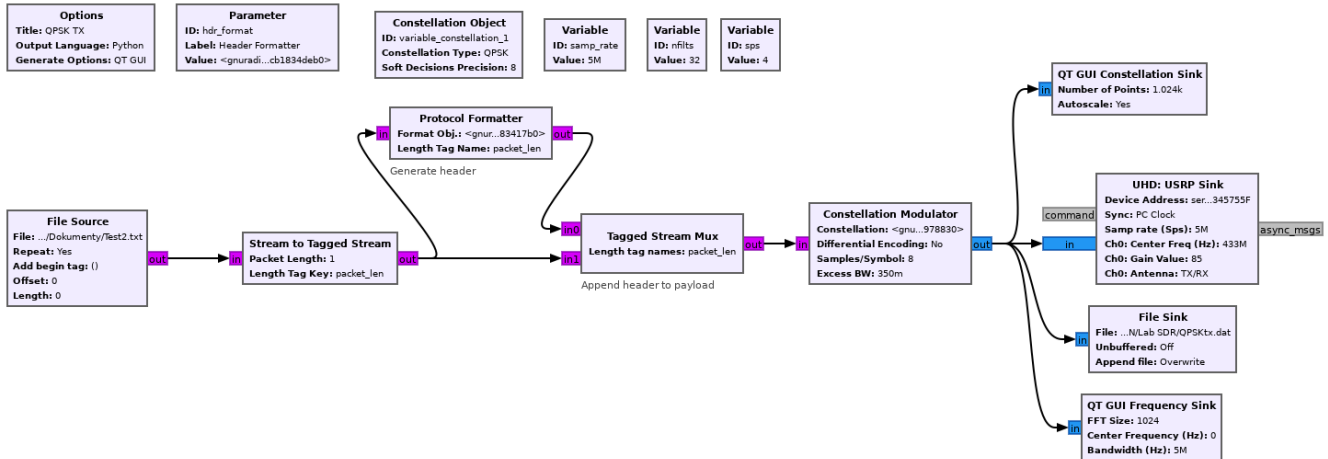 Options
Title: QPSK TX
Output Language: Python
Generate Options: QT GUI
Parameter
ID: hdr_format
Label: Header Formatter
Value: <gnuradi...cb1834deb0>
Constellation Object
ID: variable_constellation_1
Constellation Type: QPSK
Soft Decisions Precision: 8
Variable
ID: samp_rate
Value: 5M
Variable
ID: nfilts
Value: 32
Variable
ID: sps
Value: 4
Protocol Formatter
Format Obj.: <gnur...83417b0>
Length Tag Name: packet_len
in
out
Generate header
File Source
File: .../Dokumenty/Test2.txt
Repeat: Yes
Add begin tag: ()
Offset: 0
Length: 0
out
in
Stream to Tagged Stream
Packet Length: 1
Length Tag Key: packet_len
out
in0
in1
Tagged Stream Mux
Length tag names: packet_len
out
Append header to payload
in
Constellation Modulator
Constellation: <gnu...978830>
Differential Encoding: No
Samples/Symbol: 8
Excess BW: 350m
out
in
QT GUI Constellation Sink
Number of Points: 1.024k
Autoscale: Yes
command
in
UHD: USRP Sink
Device Address: ser...345755F
Sync: PC Clock
Samp rate (Sps): 5M
Ch0: Center Freq (Hz): 433M
Ch0: Gain Value: 85
Ch0: Antenna: TX/RX
async_msgs
in
File Sink
File: ...N/Lab SDR/QPSKtx.dat
Unbuffered: Off
Append file: Overwrite
in
QT GUI Frequency Sink
FFT Size: 1024
Center Frequency (Hz): 0
Bandwidth (Hz): 5M